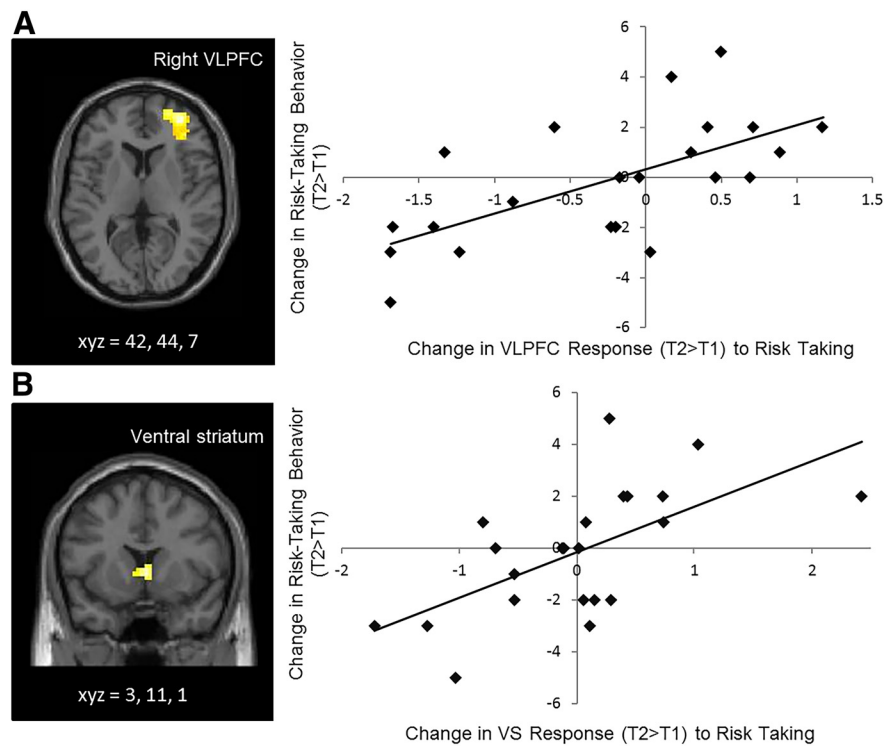 A
Right VLPFC
xyz = 42, 44, 7
Change in Risk-Taking Behavior
(T2>T1)
6
4
2
0
-2
-4
-6
-2
-1.5
-1
-0.5
0
0.5
1
1.5
Change in VLPFC Response (T2>T1) to Risk Taking
B
Ventral striatum
xyz = 3, 11, 1
Change in Risk-Taking Behavior
(T2>T1)
6
4
2
0
-2
-4
-6
-2
-1
0
1
2
Change in VS Response (T2>T1) to Risk Taking